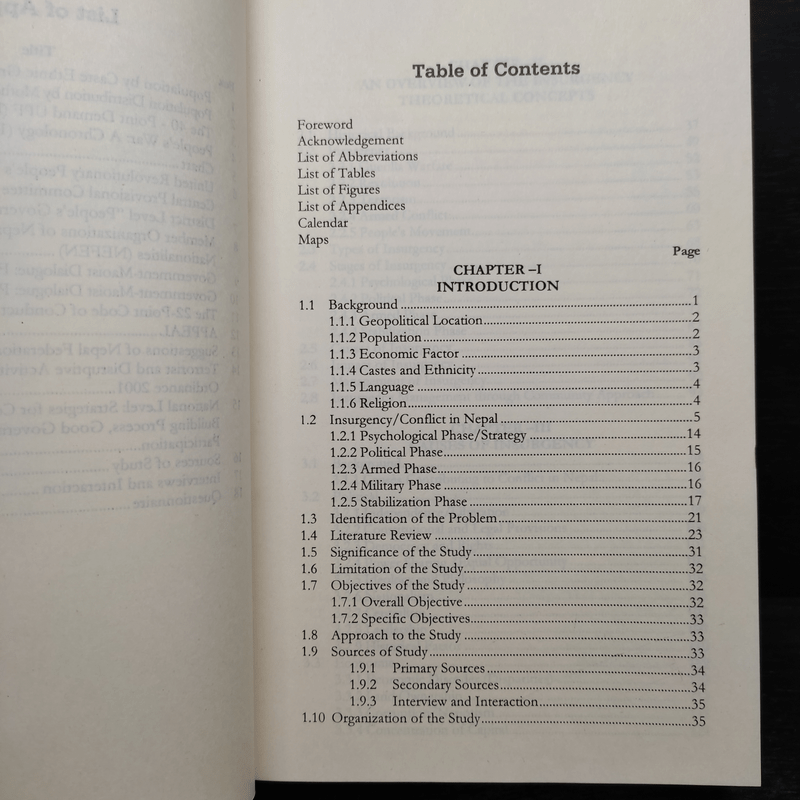 Table of Contents
Foreword
Acknowledgement
List of Abbreviations
List of Tables
List of Figures
List of Appendices
Calendar
Maps
Page
CHAPTER –I
INTRODUCTION
1.1 Background ........ 1
1.1.1 Geopolitical Location ........ 2
1.1.2 Population ........ 2
1.1.3 Economic Factor ........ 3
1.1.4 Castes and Ethnicity ........ 3
1.1.5 Language ........ 4
1.1.6 Religion ........ 4
1.2 Insurgency/Conflict in Nepal ........ 5
1.2.1 Psychological Phase/Strategy ........ 14
1.2.2 Political Phase ........ 15
1.2.3 Armed Phase ........ 16
1.2.4 Military Phase ........ 16
1.2.5 Stabilization Phase ........ 17
1.3 Identification of the Problem ........ 21
1.4 Literature Review ........ 23
1.5 Significance of the Study ........ 31
1.6 Limitation of the Study ........ 32
1.7 Objectives of the Study ........ 32
1.7.1 Overall Objective ........ 32
1.7.2 Specific Objectives ........ 33
1.8 Approach to the Study ........ 33
1.9 Sources of Study ........ 33
1.9.1 Primary Sources ........ 34
1.9.2 Secondary Sources ........ 34
1.9.3 Interview and Interaction ........ 35
1.10 Organization of the Study ........ 35